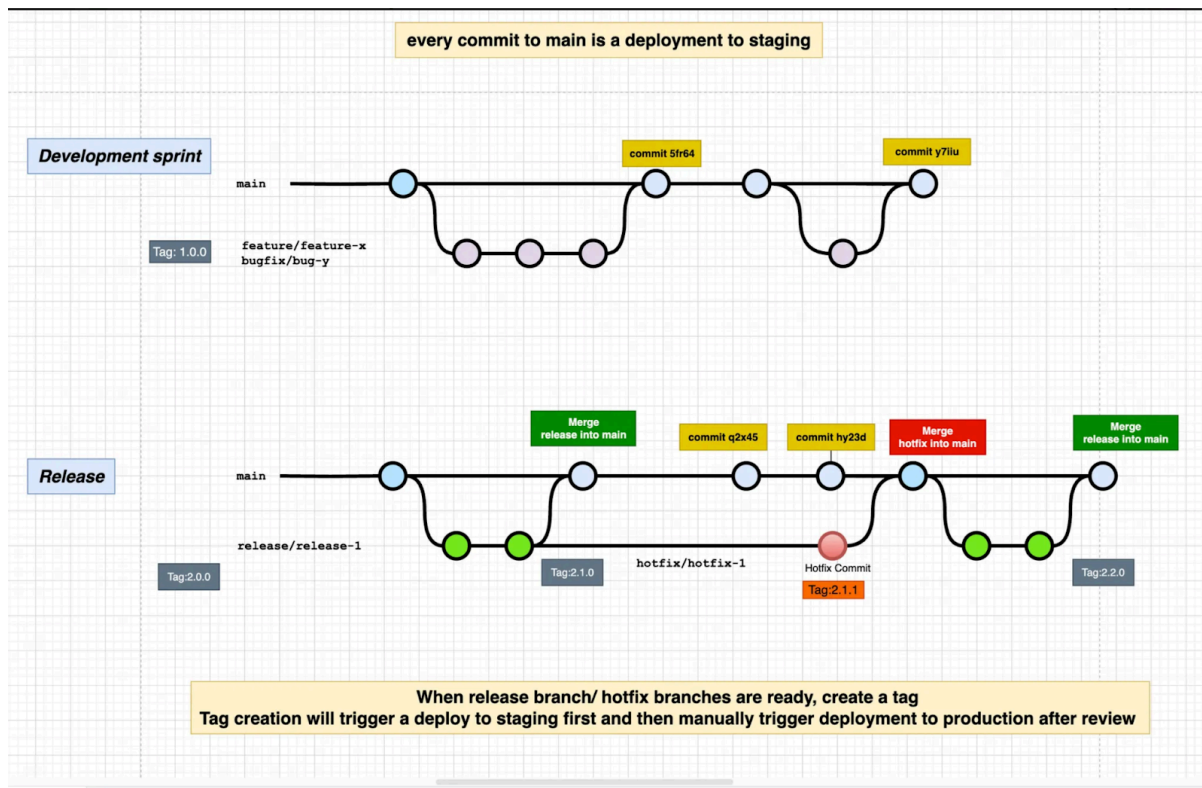 every commit to main is a deployment to staging
Development sprint
commit 5fr64
commit y7iiu
main
Tag: 1.0.0
feature/feature-x
bugfix/bug-y
Merge
release into main
commit q2x45
commit hy23d
Merge
hotfix into main
Merge
release into main
Release
main
release/release-1
Tag:2.0.0
Tag:2.1.0
hotfix/hotfix-1
Hotfix Commit
Tag:2.1.1
Tag:2.2.0
When release branch/ hotfix branches are ready, create a tag
Tag creation will trigger a deploy to staging first and then manually trigger deployment to production after review